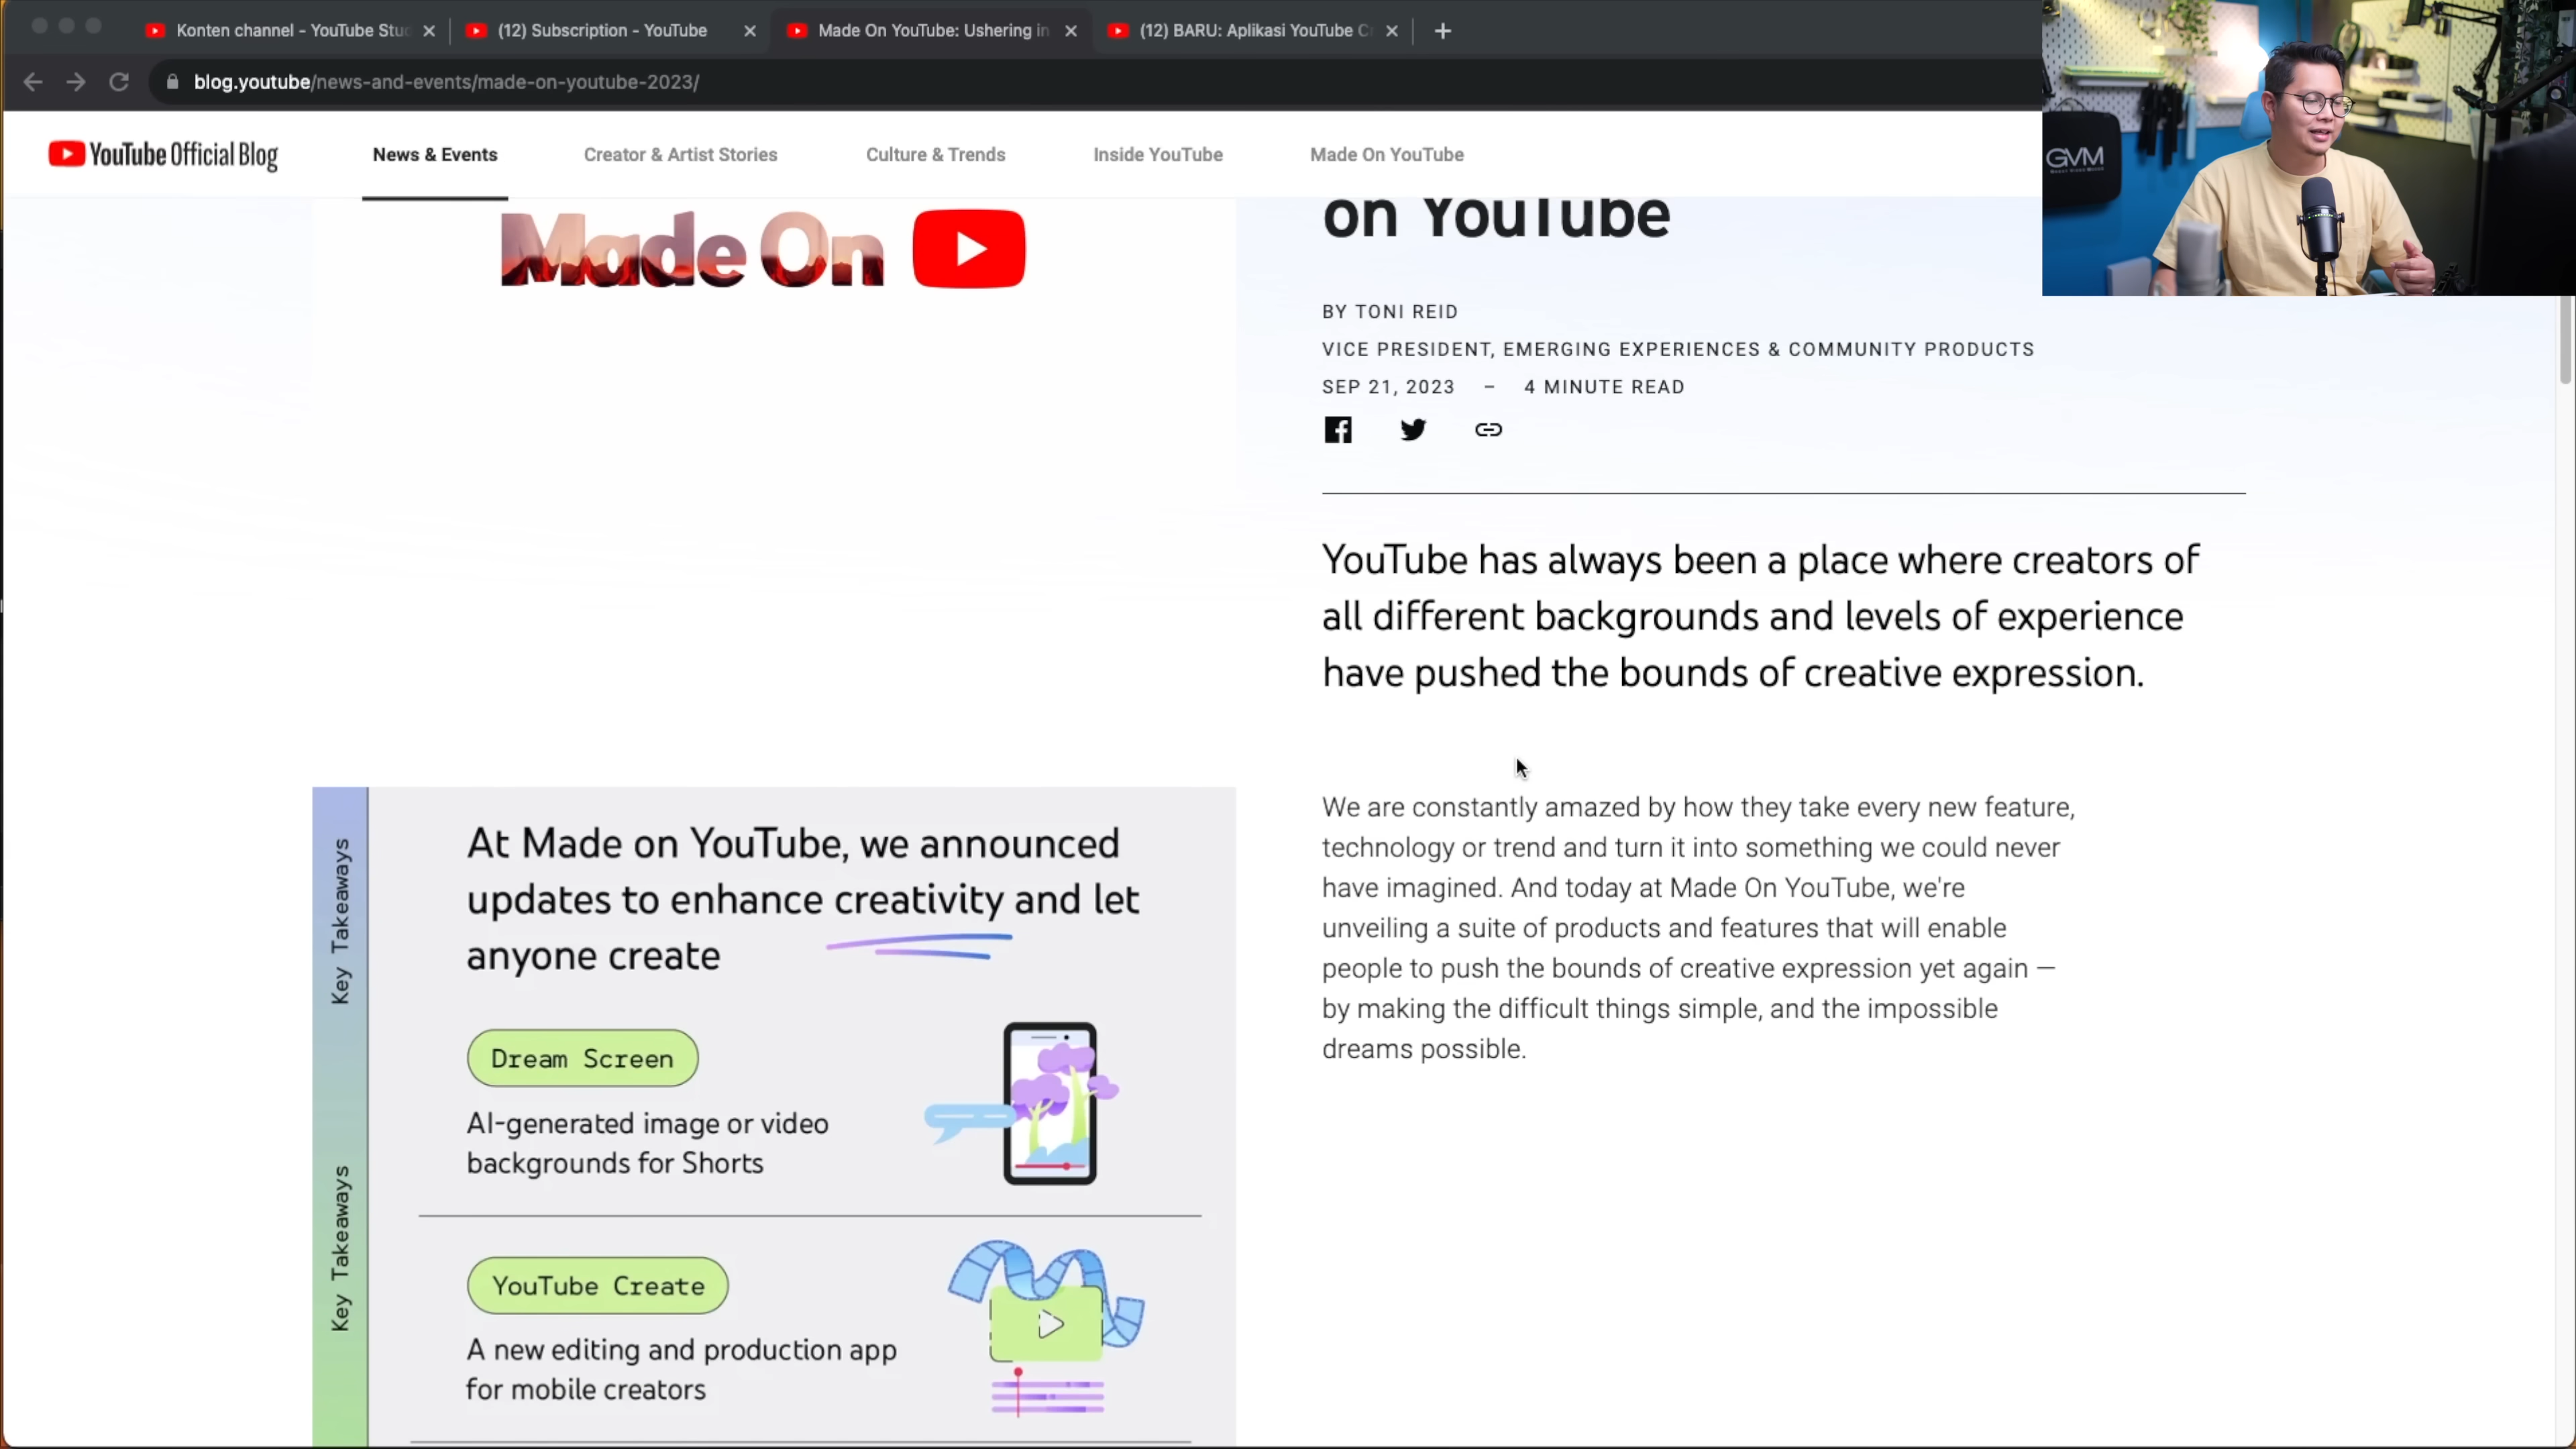 Konten channel - YouTube Stu
(12) Subscription - YouTube
Made On YouTube: Ushering in
(12) BARU: Aplikasi YouTube C
blog.youtube/news-and-events/made-on-youtube-2023/
YouTube Official Blog
News & Events
Creator & Artist Stories
Culture & Trends
Inside YouTube
Made On YouTube
GVM
Made On
on YouTube
BY TONI REID
VICE PRESIDENT, EMERGING EXPERIENCES & COMMUNITY PRODUCTS
SEP 21, 2023 – 4 MINUTE READ
YouTube has always been a place where creators of
all different backgrounds and levels of experience
have pushed the bounds of creative expression.
We are constantly amazed by how they take every new feature,
technology or trend and turn it into something we could never
have imagined. And today at Made On YouTube, we're
unveiling a suite of products and features that will enable
people to push the bounds of creative expression yet again —
by making the difficult things simple, and the impossible
dreams possible.
Key Takeaways
Key Takeaways
At Made on YouTube, we announced
updates to enhance creativity and let
anyone create
Dream Screen
AI-generated image or video
backgrounds for Shorts
YouTube Create
A new editing and production app
for mobile creators